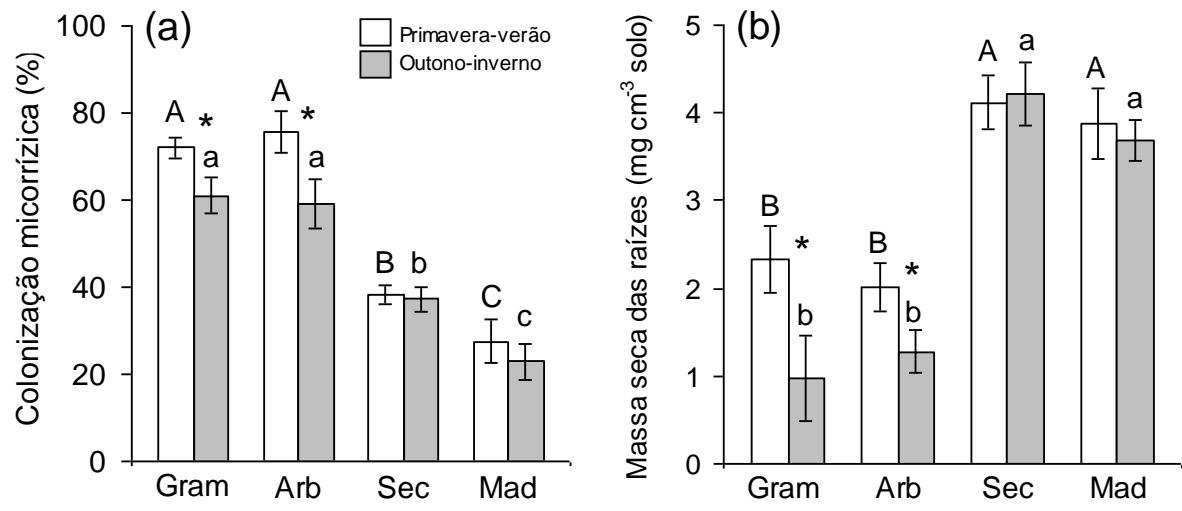 (a)
Primavera-verão
Outono-inverno
Colonização micorrízica (%)
100
80
60
40
20
0
A * a
A * a
B b
C c
Gram Arb Sec Mad
(b)
Massa seca das raízes (mg cm-3 solo)
5
4
3
2
1
0
B * b
B * b
A a
A a
Gram Arb Sec Mad